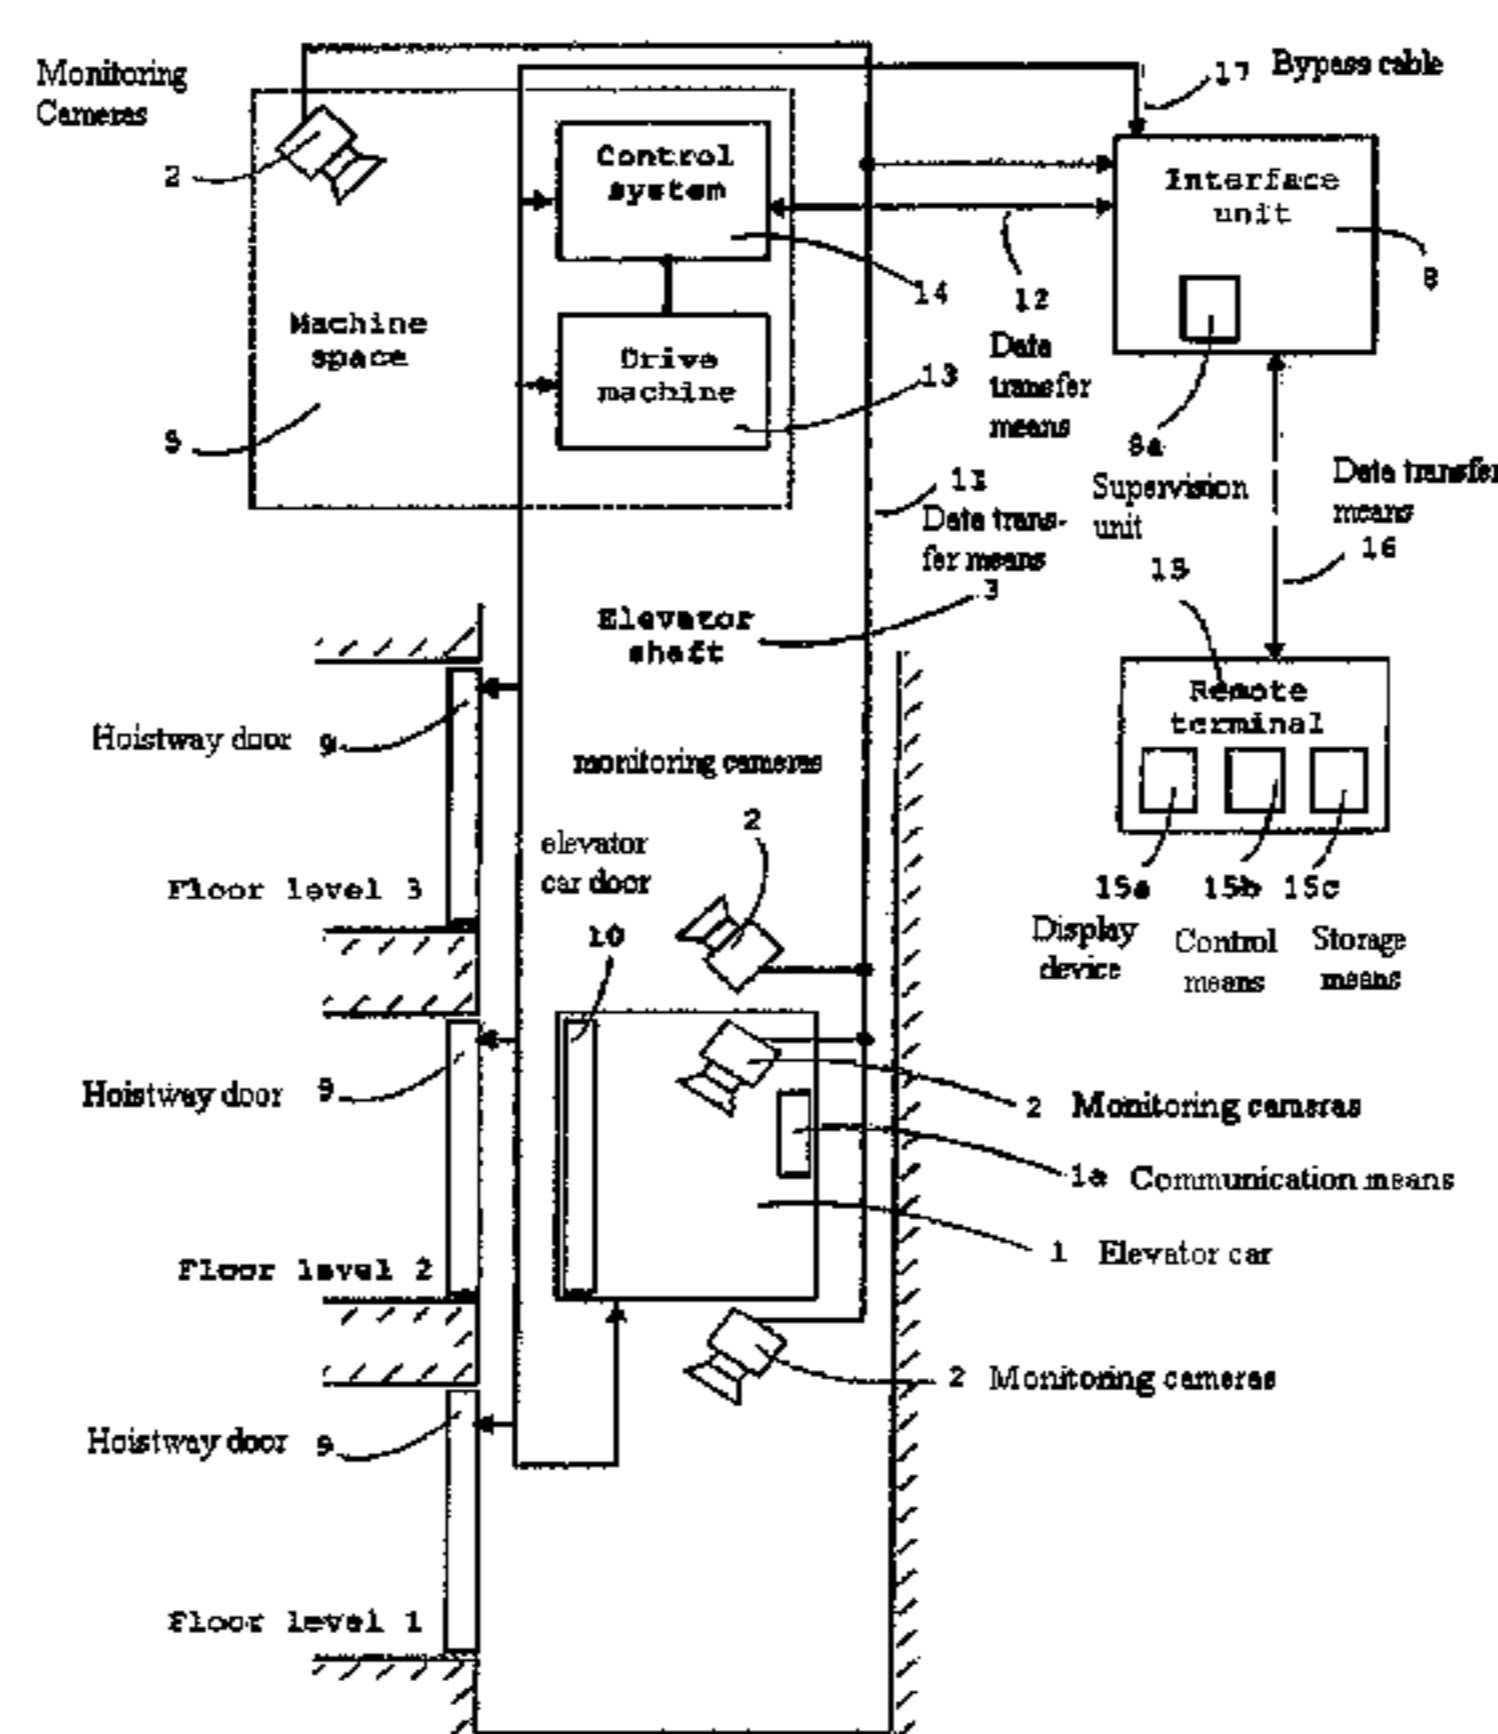 Monitoring
Cameras
2
17 Bypass cable
Control
system
Interface
unit
8
14
12
Data
transfer
means
Machine
space
Drive
machine
13
8a
Supervision
unit
Data transfer
means
16
11
Data trans-
fer means
15
3
Elevator
shaft
Remote
terminal
Hoistway door 9
monitoring cameras
2
elevator
car door
10
Floor level 3
15a 15b 15c
Display
device
Control
means
Storage
means
Hoistway door 9
2 Monitoring cameras
1a Communication means
1 Elevator car
Floor level 2
2 Monitoring cameras
Hoistway door 9
Floor level 1